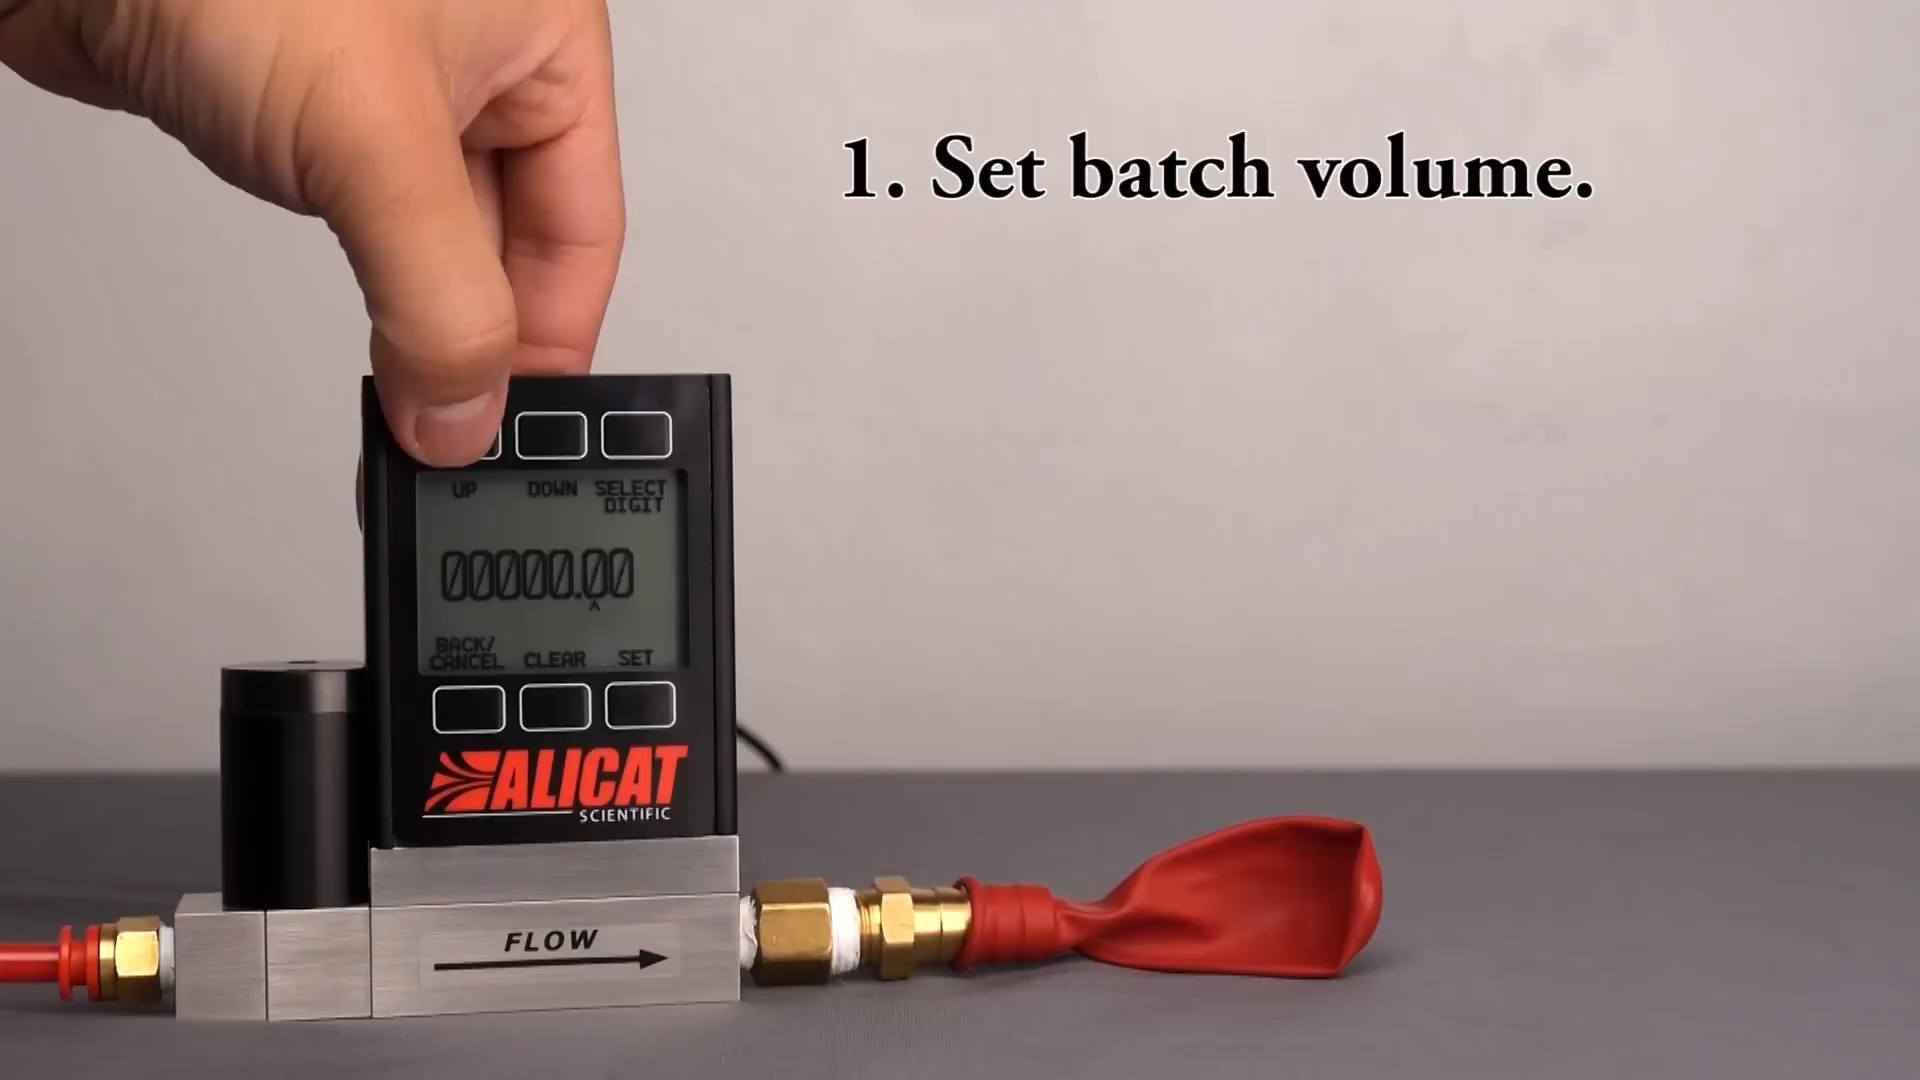 1. Set batch volume.
UP DOWN SELECT
DIGIT
00000.00
^
BACK/
CANCEL CLEAR SET
ALICAT
SCIENTIFIC
FLOW